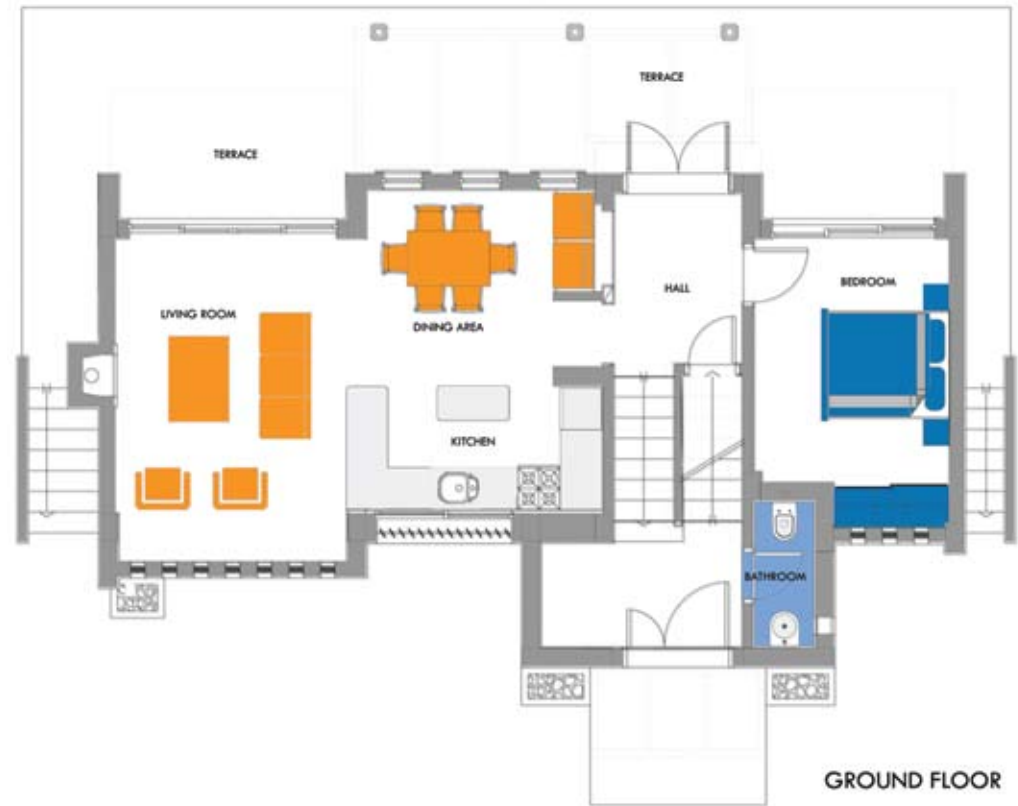 TERRACE
TERRACE
LIVING ROOM
DINING AREA
HALL
BEDROOM
KITCHEN
BATHROOM
GROUND FLOOR